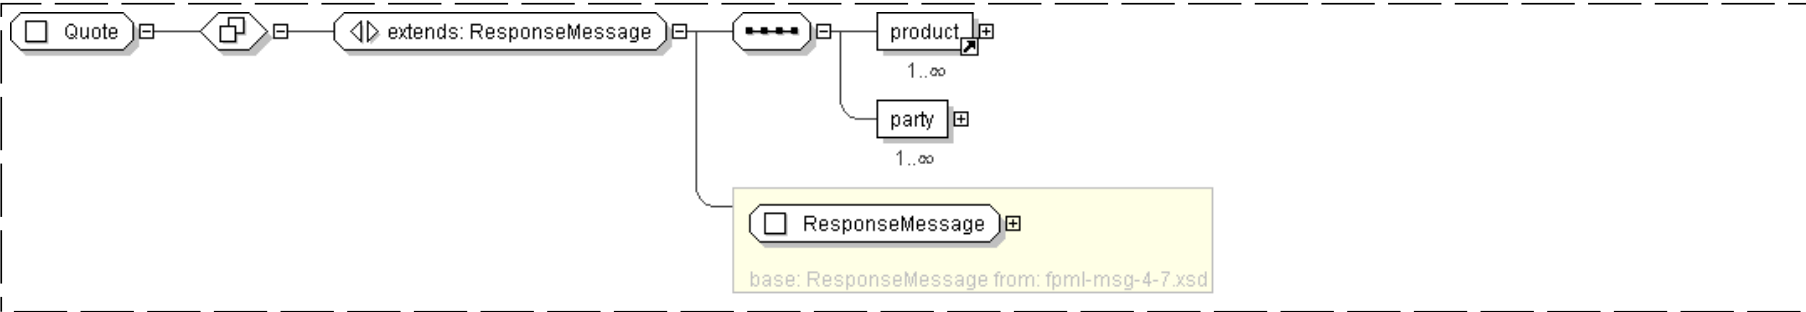 Quote
extends: ResponseMessage
product
1..∞
party
1..∞
ResponseMessage
base: ResponseMessage from: fpml-msg-4-7.xsd